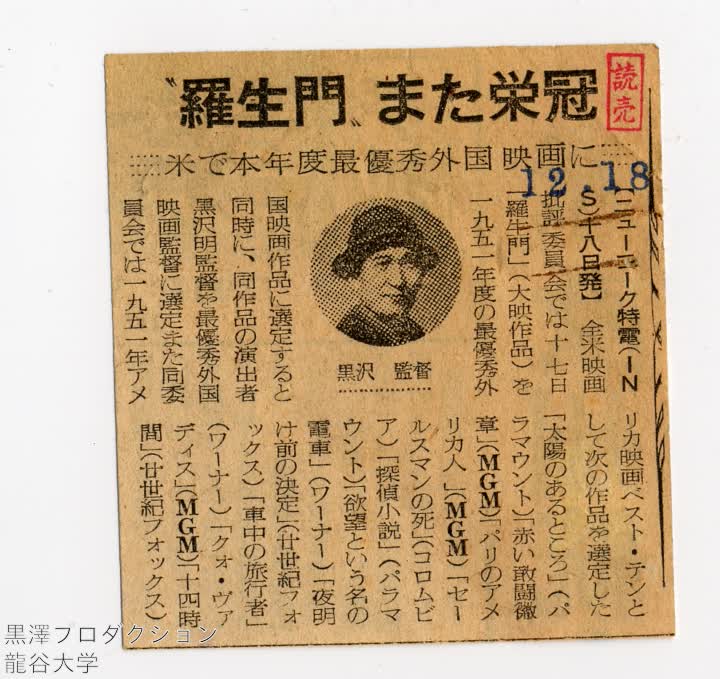 〝羅生門〟また栄冠
読売
米で本年度最優秀外国映画に
12.18
【ニューヨーク特電(IN
S)十八日発】 全米映画
批評委員会では十七日
「羅生門」(大映作品)を
一九五一年度の最優秀外
黒沢 監督
国映画作品に選定すると
同時に、同作品の演出者
黒沢明監督を最優秀外国
映画監督に選定また同委
員会では一九五一年アメ
リカ映画ベスト・テンと
して次の作品を選定した
「太陽のあるところ」(パ
ラマウント)「赤い敢闘徽
章」(MGM)「パリのアメ
リカ人」(MGM)「セー
ルスマンの死」(コロムビ
ア)「探偵小説」(パラマ
ウント)「欲望という名の
電車」(ワーナー)「夜明
け前の決定」(廿世紀フォ
ックス)「車中の旅行者」
(ワーナー)「クォ・ヴァ
ディス」(MGM)「十四時
間」(廿世紀フォックス)
黒澤プロダクション
龍谷大学